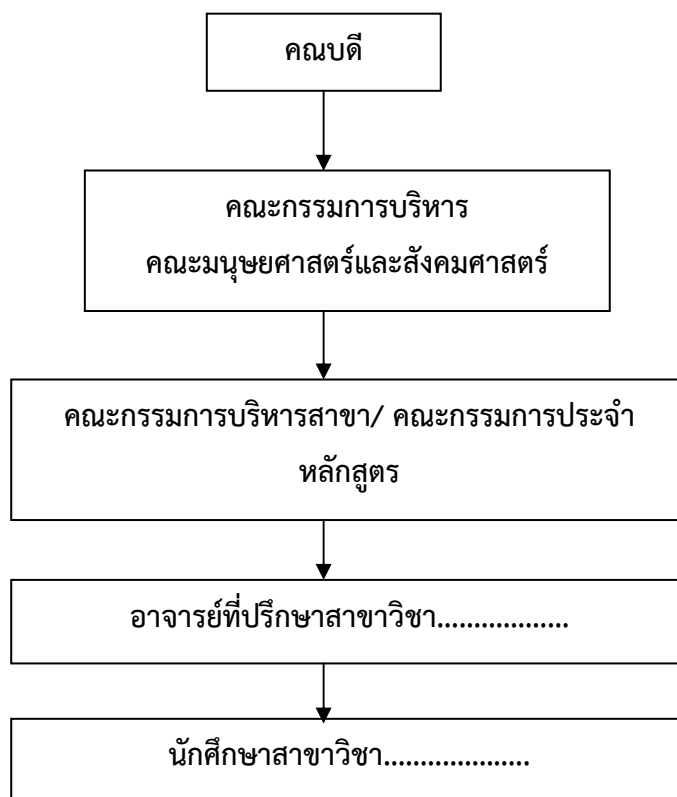 คณบดี
คณะกรรมการบริหาร
คณะมนุษยศาสตร์และสังคมศาสตร์
คณะกรรมการบริหารสาขา/ คณะกรรมการประจำ
หลักสูตร
อาจารย์ที่ปรึกษาสาขาวิชา..................
นักศึกษาสาขาวิชา....................